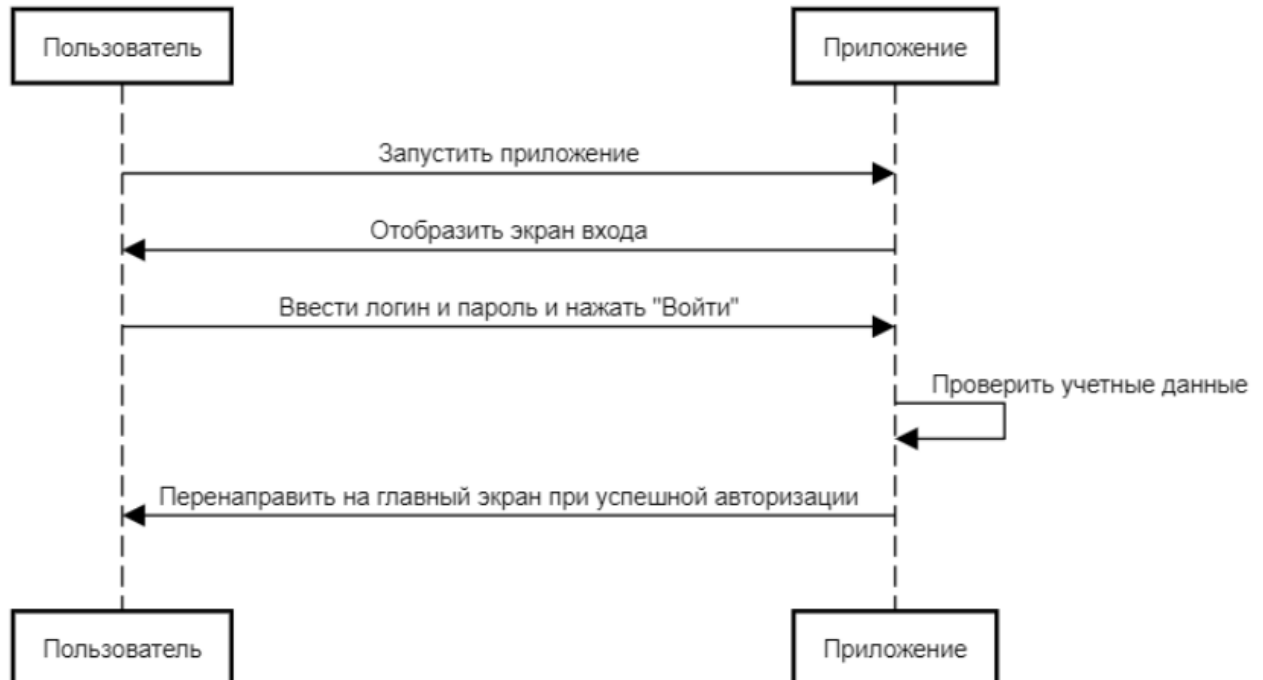 Пользователь
Приложение
Запустить приложение
Отобразить экран входа
Ввести логин и пароль и нажать "Войти"
Проверить учетные данные
Перенаправить на главный экран при успешной авторизации
Пользователь
Приложение